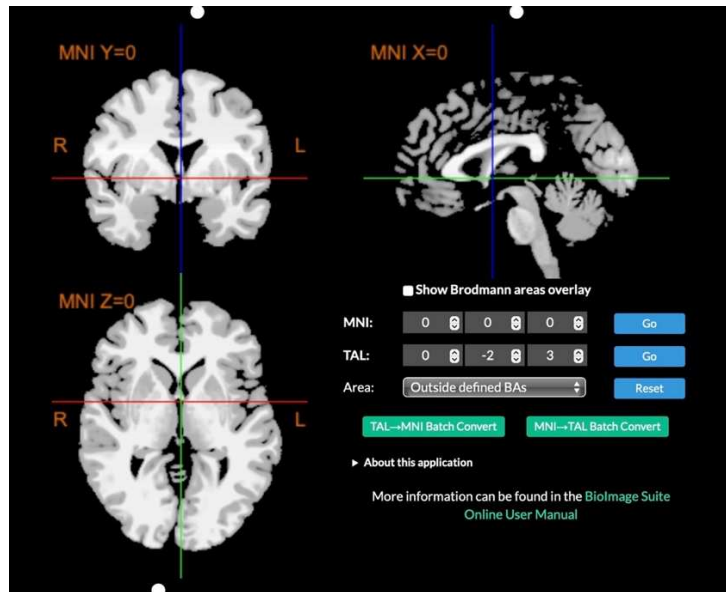 MNI Y=0
R
L
MNI X=0
MNI Z=0
R
L
Show Brodmann areas overlay
MNI: 0 0 0 Go
TAL: 0 -2 3 Go
Area: Outside defined BAs Reset
TAL→MNI Batch Convert MNI→TAL Batch Convert
► About this application
More information can be found in the BioImage Suite
Online User Manual